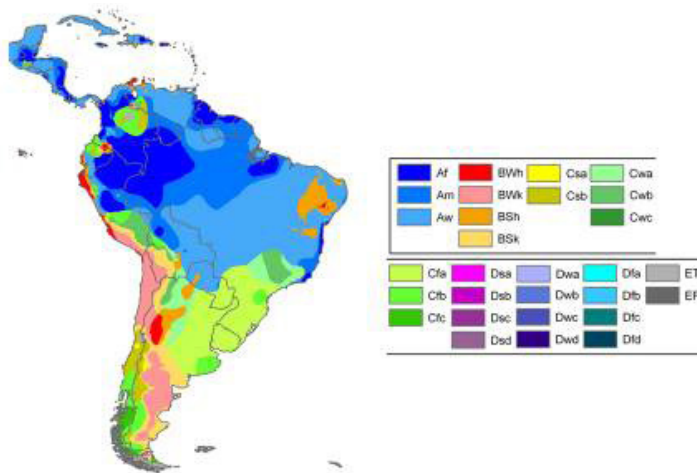 Af BWh Csa Cwa
Am BWk Csb Cwb
Aw BSh Cwc
BSk
Cfa Dsa Dwa Dfa ET
Cfb Dsb Dwb Dfb EF
Cfc Dsc Dwc Dfc
Dsd Dwd Dfd